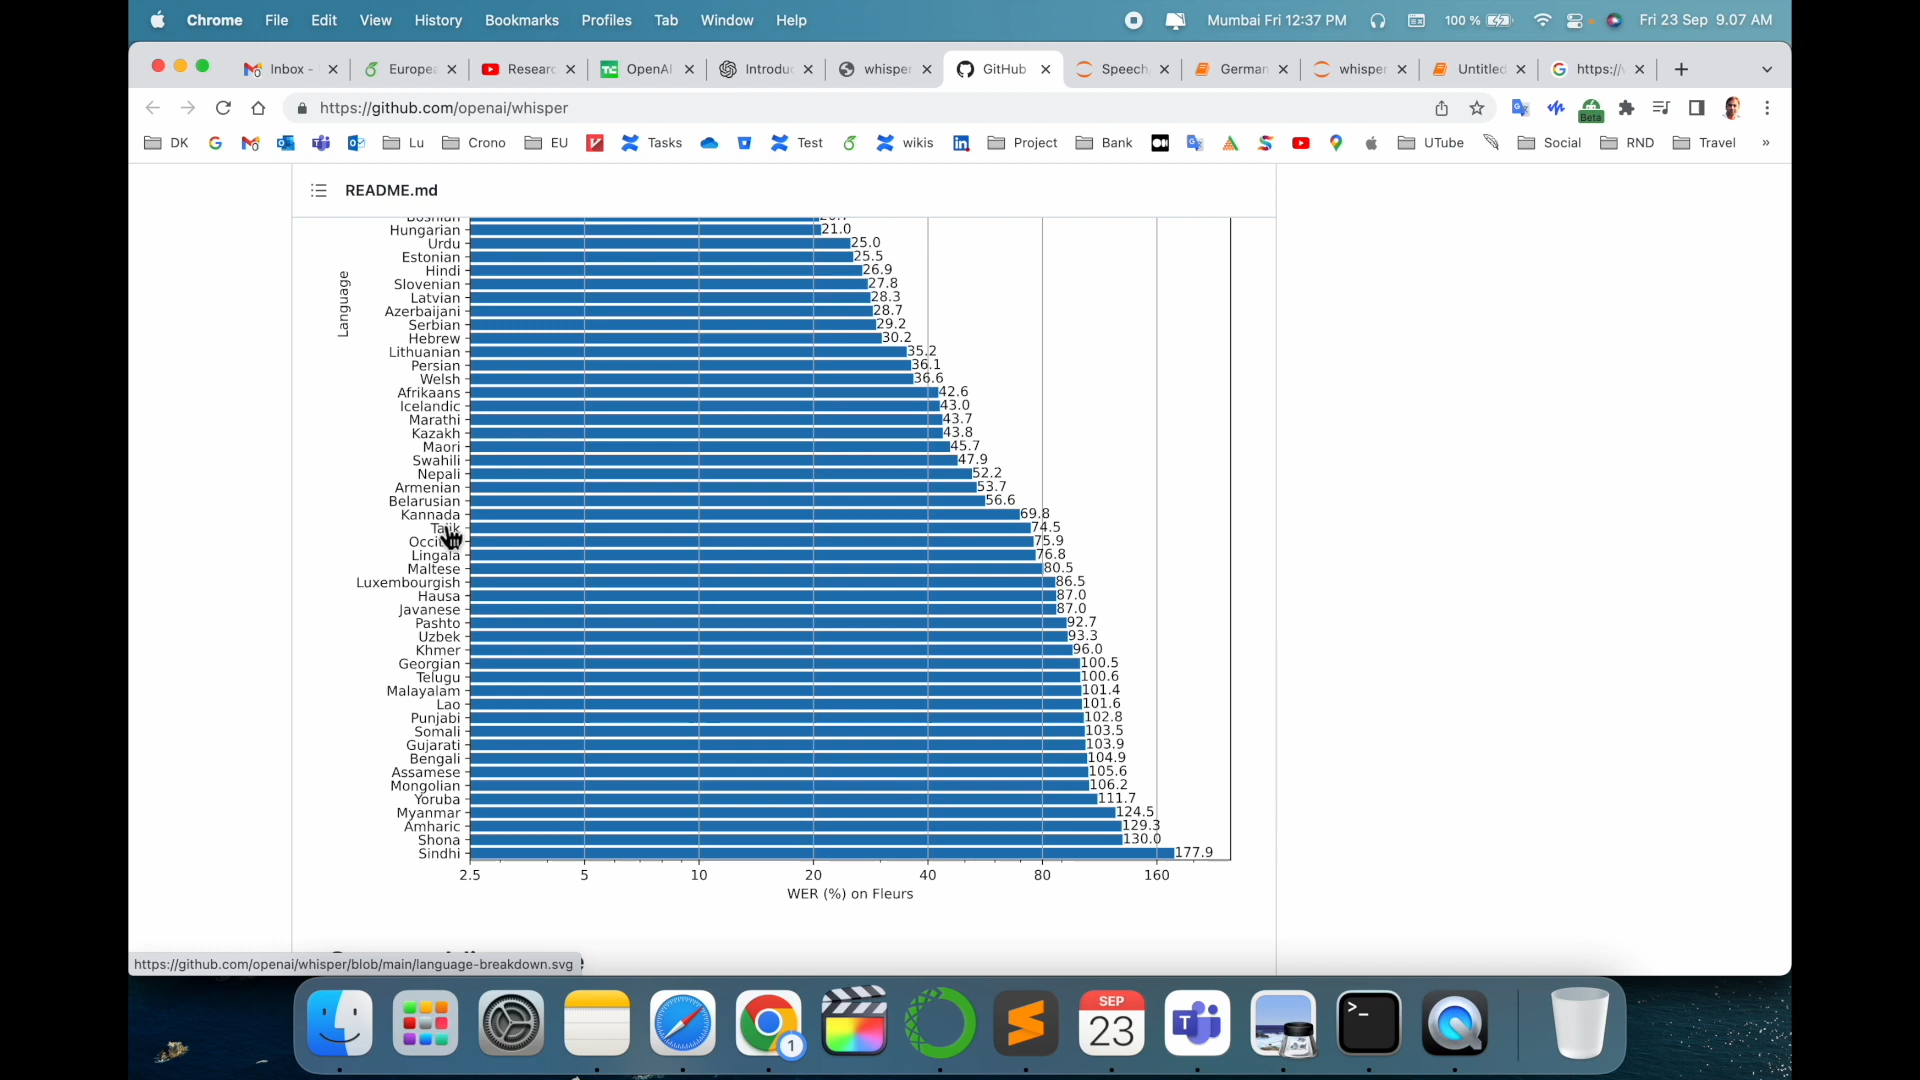 Chrome File Edit View History Bookmarks Profiles Tab Window Help Mumbai Fri 12:37 PM 100 % Fri 23 Sep 9.07 AM
Inbox - Europea Researc OpenAI Introduc whisper GitHub Speech, German whisper Untitled https://
https://github.com/openai/whisper
Beta
DK Lu Crono EU Tasks Test wikis Project Bank UTube Social RND Travel »
README.md
Language
Bosnian
Hungarian 21.0
Urdu 25.0
Estonian 25.5
Hindi 26.9
Slovenian 27.8
Latvian 28.3
Azerbaijani 28.7
Serbian 29.2
Hebrew 30.2
Lithuanian 35.2
Persian 36.1
Welsh 36.6
Afrikaans 42.6
Icelandic 43.0
Marathi 43.7
Kazakh 43.8
Maori 45.7
Swahili 47.9
Nepali 52.2
Armenian 53.7
Belarusian 56.6
Kannada 69.8
Tajik 74.5
Occi 75.9
Lingala 76.8
Maltese 80.5
Luxembourgish 86.5
Hausa 87.0
Javanese 87.0
Pashto 92.7
Uzbek 93.3
Khmer 96.0
Georgian 100.5
Telugu 100.6
Malayalam 101.4
Lao 101.6
Punjabi 102.8
Somali 103.5
Gujarati 103.9
Bengali 104.9
Assamese 105.6
Mongolian 106.2
Yoruba 111.7
Myanmar 124.5
Amharic 129.3
Shona 130.0
Sindhi 177.9
2.5 5 10 20 40 80 160
WER (%) on Fleurs
https://github.com/openai/whisper/blob/main/language-breakdown.svg
SEP
23
1